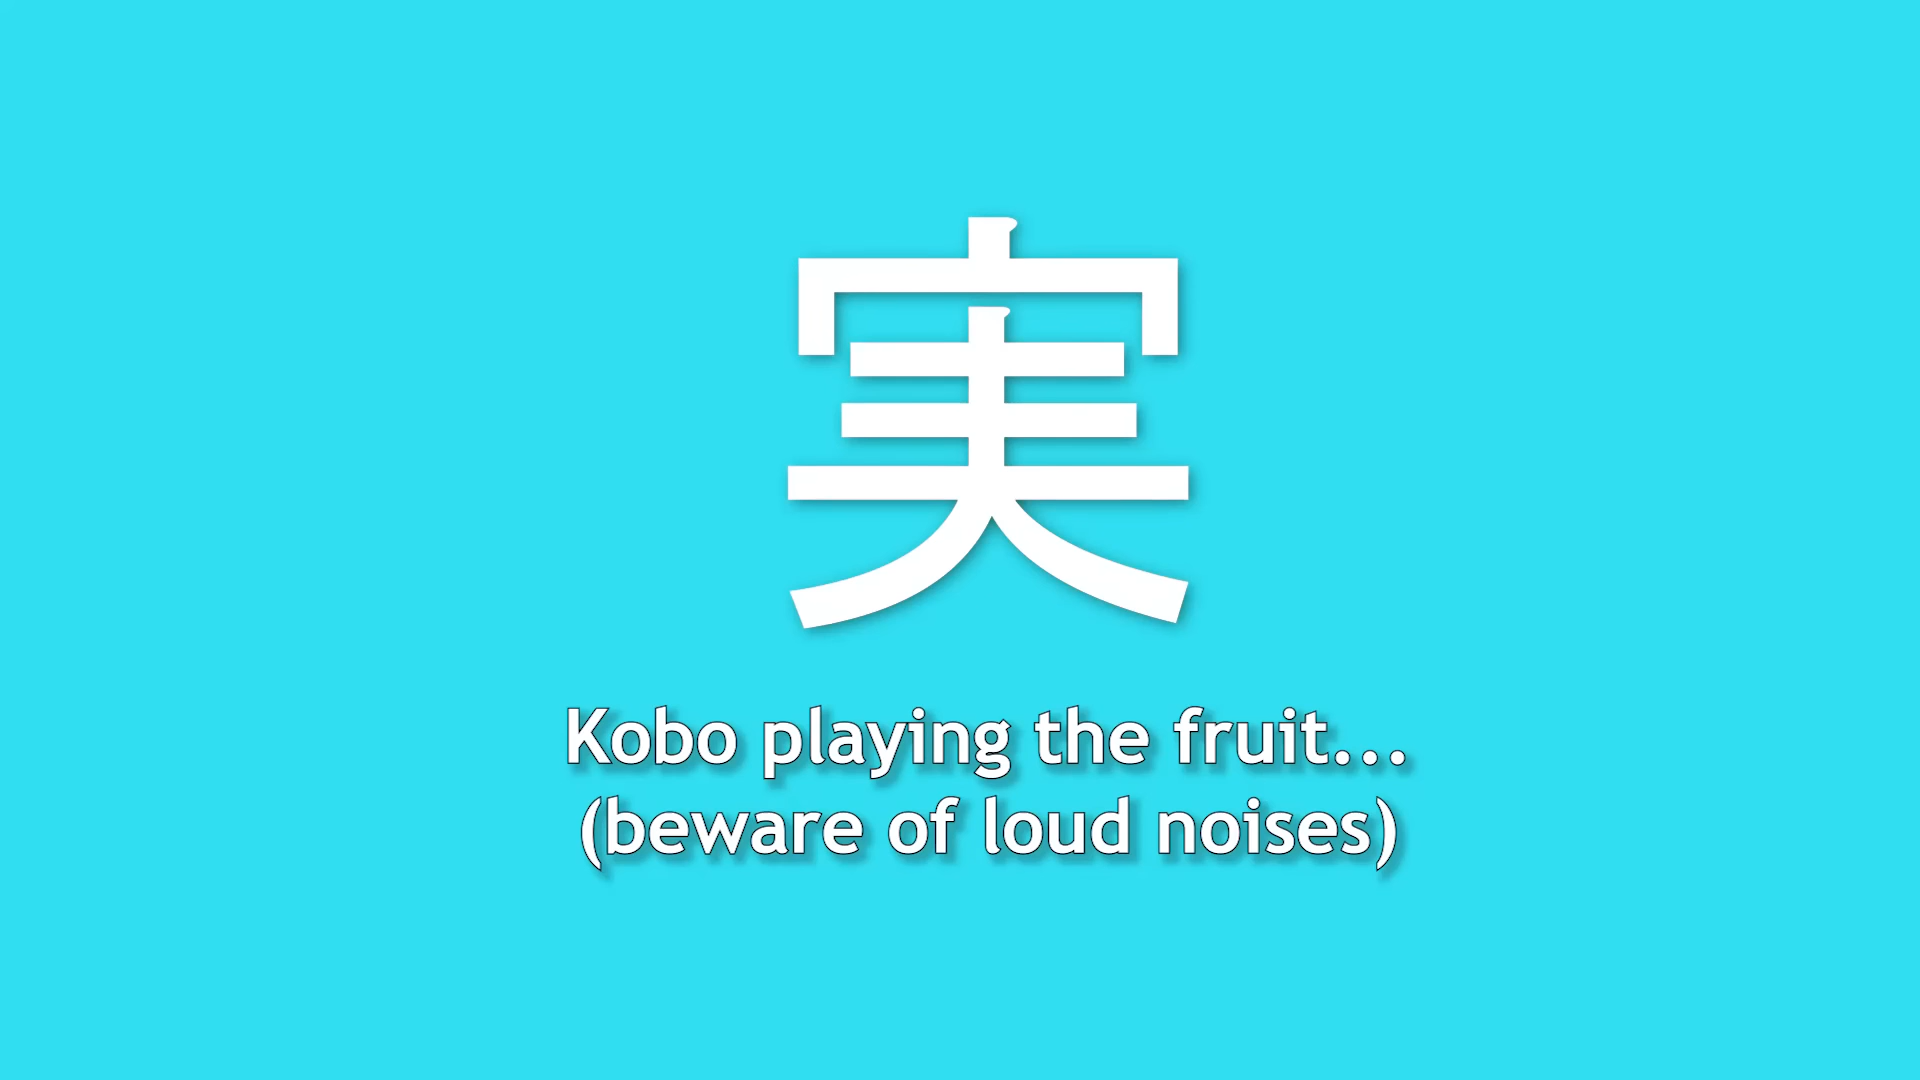 実
Kobo playing the fruit...
(beware of loud noises)